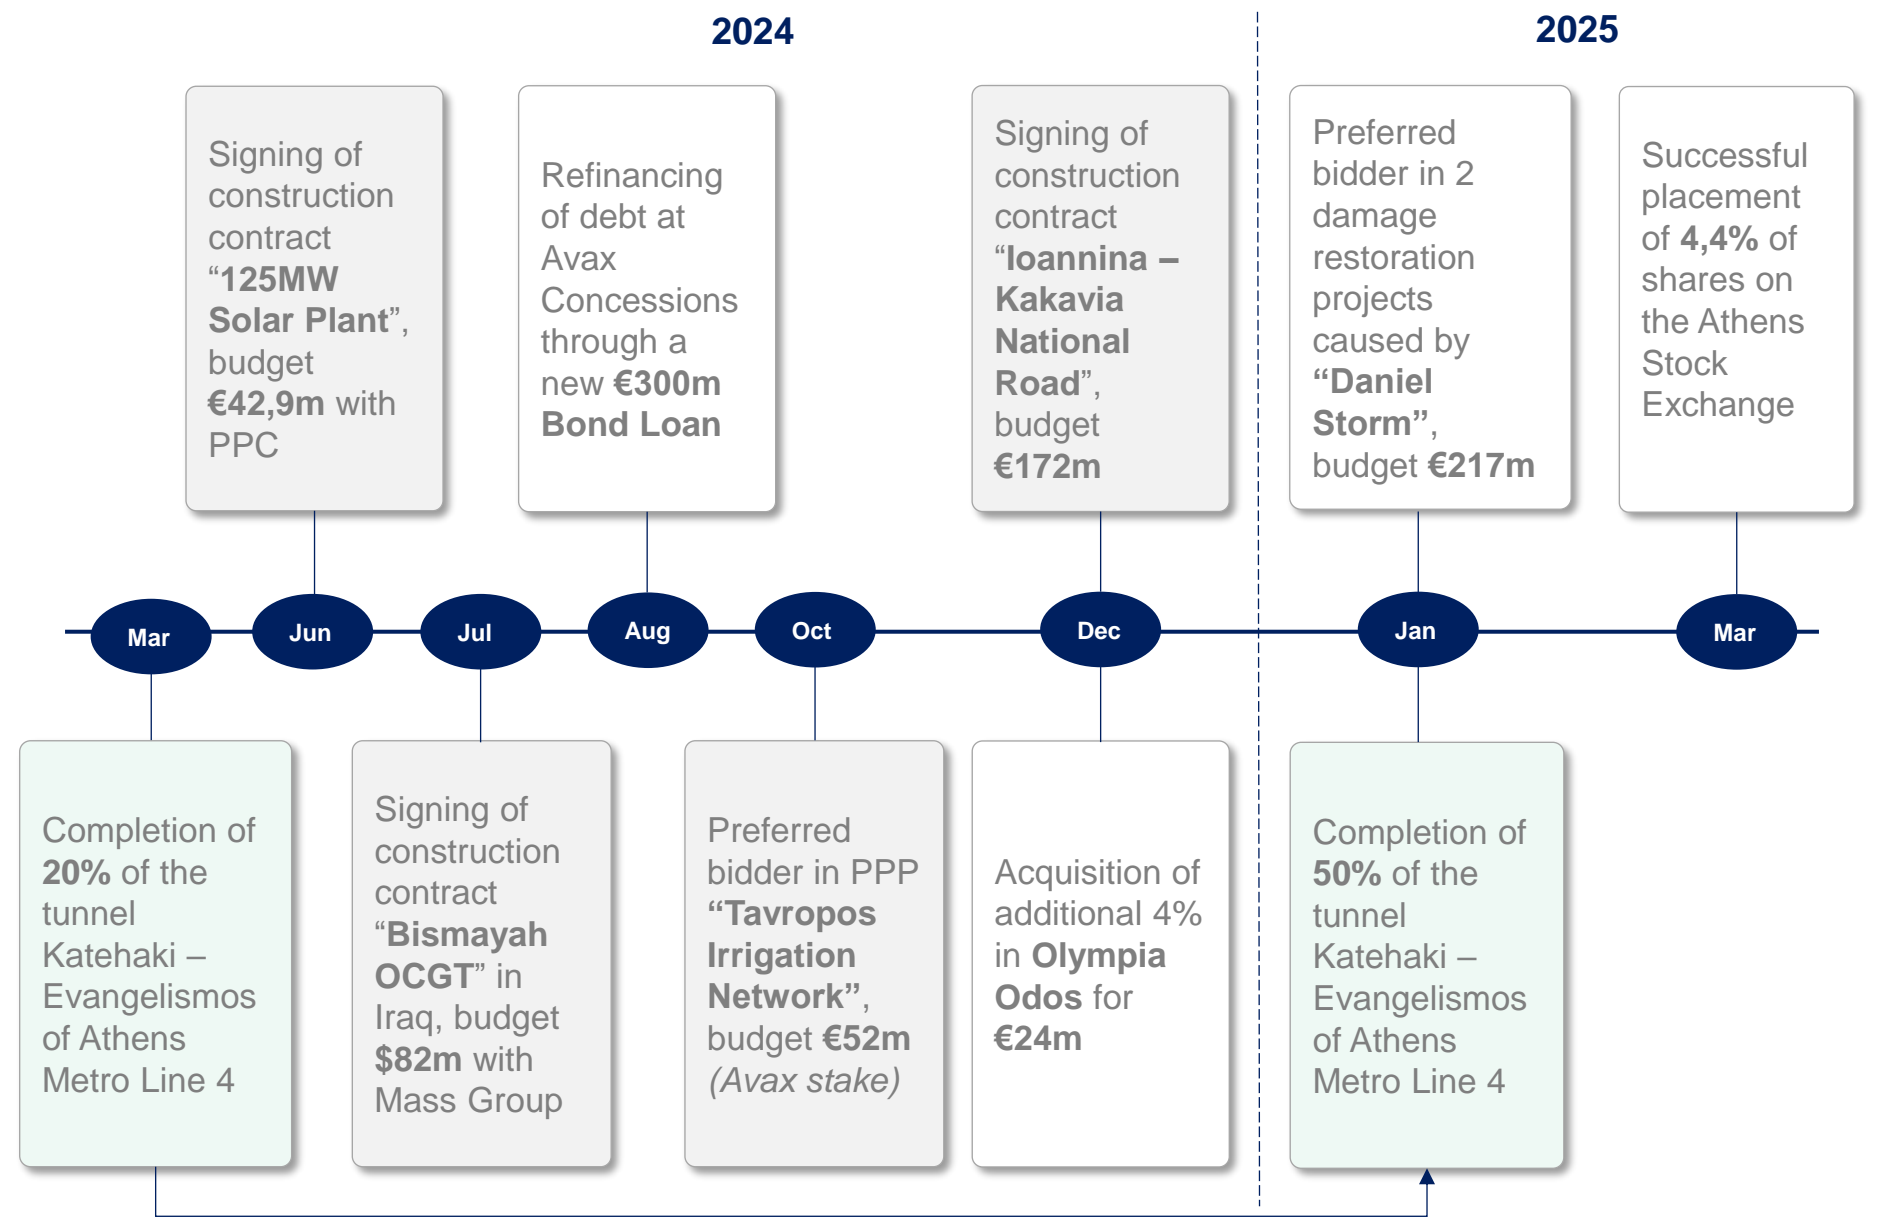 2024
2025
Signing of
construction
contract
“125MW
Solar Plant”,
budget
€42,9m with
PPC
Refinancing
of debt at
Avax
Concessions
through a
new €300m
Bond Loan
Signing of
construction
contract
“Ioannina –
Kakavia
National
Road”,
budget
€172m
Preferred
bidder in 2
damage
restoration
projects
caused by
“Daniel
Storm”,
budget €217m
Successful
placement
of 4,4% of
shares on
the Athens
Stock
Exchange
Mar
Jun
Jul
Aug
Oct
Dec
Jan
Mar
Completion of
20% of the
tunnel
Katehaki –
Evangelismos
of Athens
Metro Line 4
Signing of
construction
contract
“Bismayah
OCGT” in
Iraq, budget
$82m with
Mass Group
Preferred
bidder in PPP
“Tavropos
Irrigation
Network”,
budget €52m
(Avax stake)
Acquisition of
additional 4%
in Olympia
Odos for
€24m
Completion of
50% of the
tunnel
Katehaki –
Evangelismos
of Athens
Metro Line 4